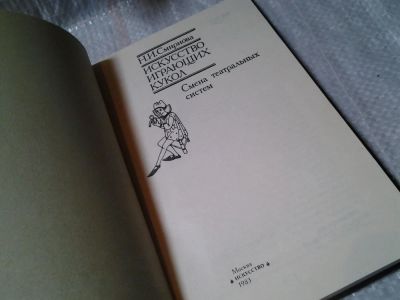 Н.И.Смирнова
ИСКУССТВО
ИГРАЮЩИХ
КУКОЛ
Смена театральных
систем
Москва
искусство
1983